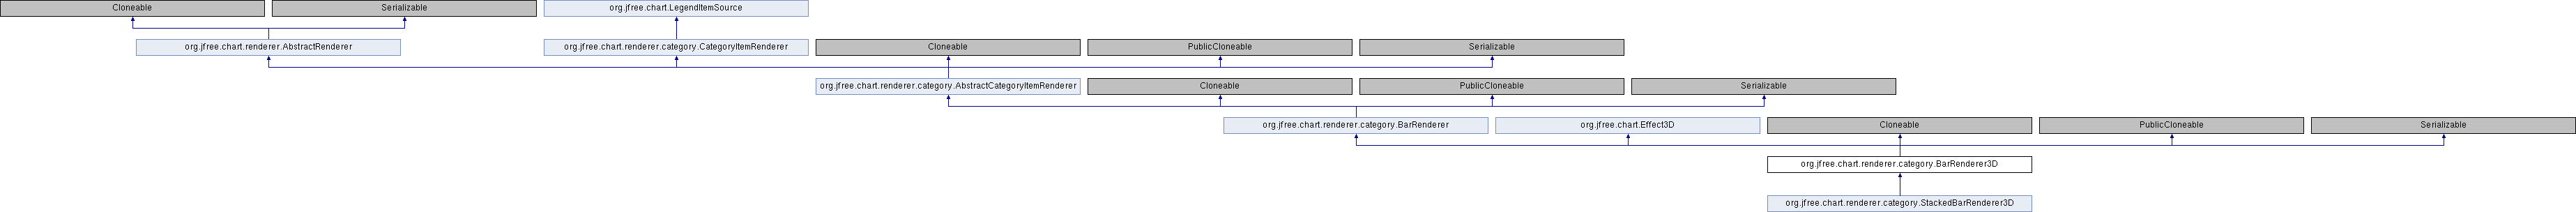 Cloneable
Serializable
org.jfree.chart.LegendItemSource
org.jfree.chart.renderer.AbstractRenderer
org.jfree.chart.renderer.category.CategoryItemRenderer
Cloneable
PublicCloneable
Serializable
org.jfree.chart.renderer.category.AbstractCategoryItemRenderer
Cloneable
PublicCloneable
Serializable
org.jfree.chart.renderer.category.BarRenderer
org.jfree.chart.Effect3D
Cloneable
PublicCloneable
Serializable
org.jfree.chart.renderer.category.BarRenderer3D
org.jfree.chart.renderer.category.StackedBarRenderer3D